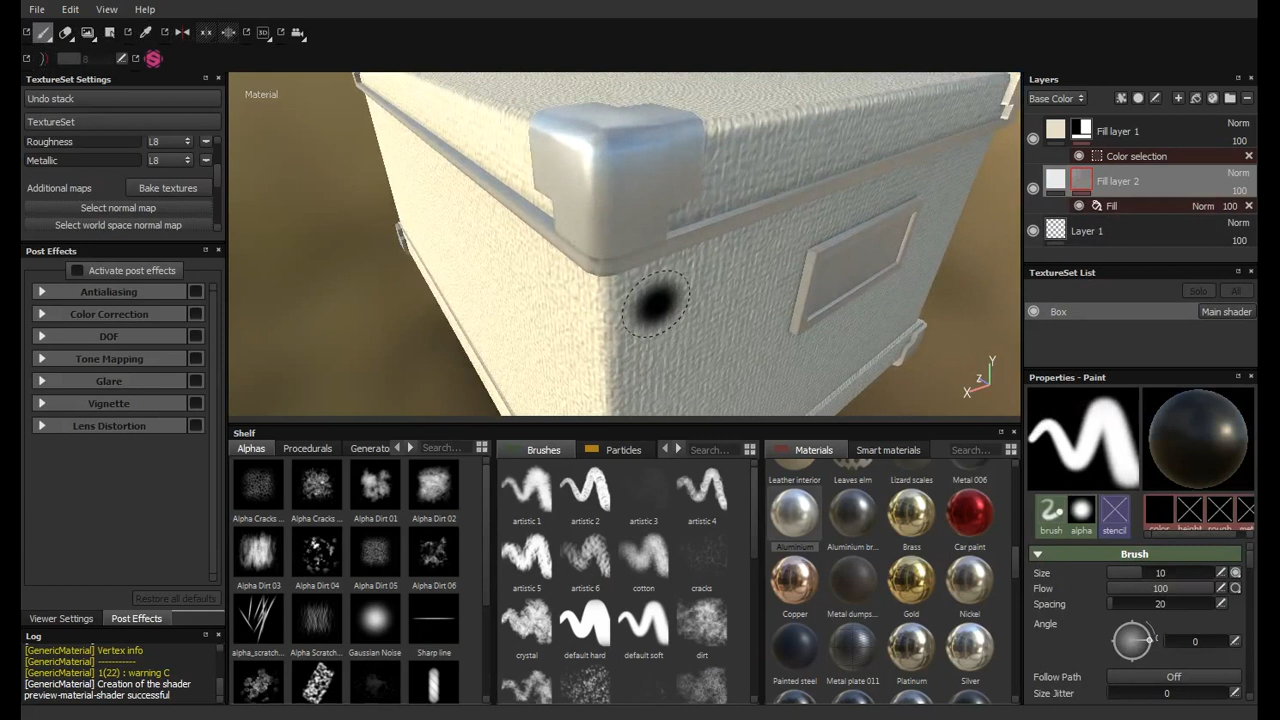 File Edit View Help
8
TextureSet Settings
Undo stack
TextureSet
Roughness L8
Metallic L8
Additional maps Bake textures
Select normal map
Select world space normal map
Post Effects
Activate post effects
Antialiasing
Color Correction
DOF
Tone Mapping
Glare
Vignette
Lens Distortion
Restore all defaults
Viewer Settings Post Effects
Log
[GenericMaterial] Vertex info
[GenericMaterial] -----------
[GenericMaterial] 1(22) : warning C
[GenericMaterial] Creation of the shader
preview-material-shader successful
Material
Y
Z
X
Shelf
Alphas Procedurals Generato Search...
Alpha Cracks ... Alpha Cracks ... Alpha Dirt 01 Alpha Dirt 02
Alpha Dirt 03 Alpha Dirt 04 Alpha Dirt 05 Alpha Dirt 06
alpha_scratch... Alpha Scratch... Gaussian Noise Sharp line
Brushes Particles Search...
artistic 1 artistic 2 artistic 3 artistic 4
artistic 5 artistic 6 cotton cracks
crystal default hard default soft dirt
Materials Smart materials Search...
Leather interior Leaves elm Lizard scales Metal 006
Aluminium Aluminium br... Brass Car paint
Copper Metal dumps... Gold Nickel
Painted steel Metal plate 011 Platinum Silver
Layers
Base Color
Fill layer 1 Norm
100
Color selection
Fill layer 2 Norm
100
Fill Norm 100
Layer 1 Norm
100
TextureSet List
Solo All
Box Main shader
Properties - Paint
brush alpha stencil color height rough me
Brush
Size 10
Flow 100
Spacing 20
Angle 0
Follow Path Off
Size Jitter 0